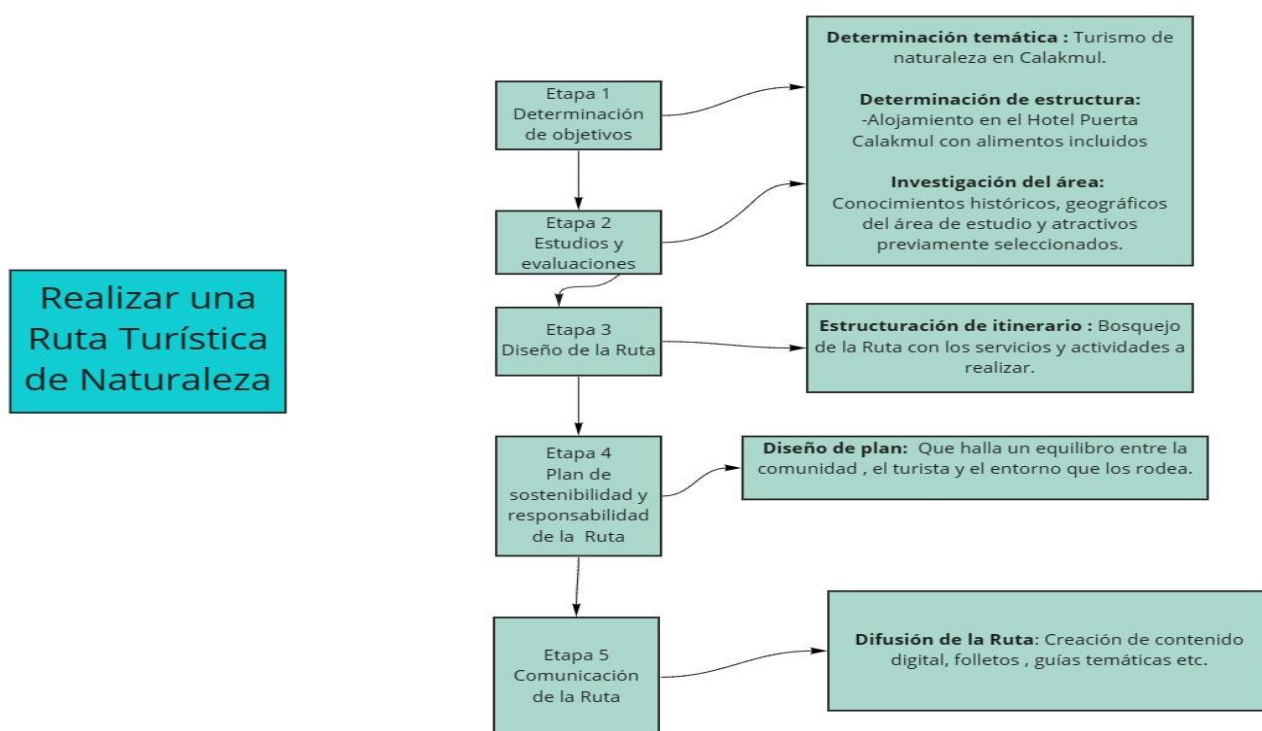 Realizar una
Ruta Turística
de Naturaleza
Etapa 1
Determinación
de objetivos
Determinación temática : Turismo de
naturaleza en Calakmul.
Determinación de estructura:
-Alojamiento en el Hotel Puerta
Calakmul con alimentos incluidos
Investigación del área:
Conocimientos históricos, geográficos
del área de estudio y atractivos
previamente seleccionados.
Etapa 2
Estudios y
evaluaciones
Etapa 3
Diseño de la Ruta
Estructuración de itinerario : Bosquejo
de la Ruta con los servicios y actividades a
realizar.
Etapa 4
Plan de
sostenibilidad y
responsabilidad
de la Ruta
Diseño de plan: Que halla un equilibro entre la
comunidad , el turista y el entorno que los rodea.
Etapa 5
Comunicación
de la Ruta
Difusión de la Ruta: Creación de contenido
digital, folletos , guías temáticas etc.